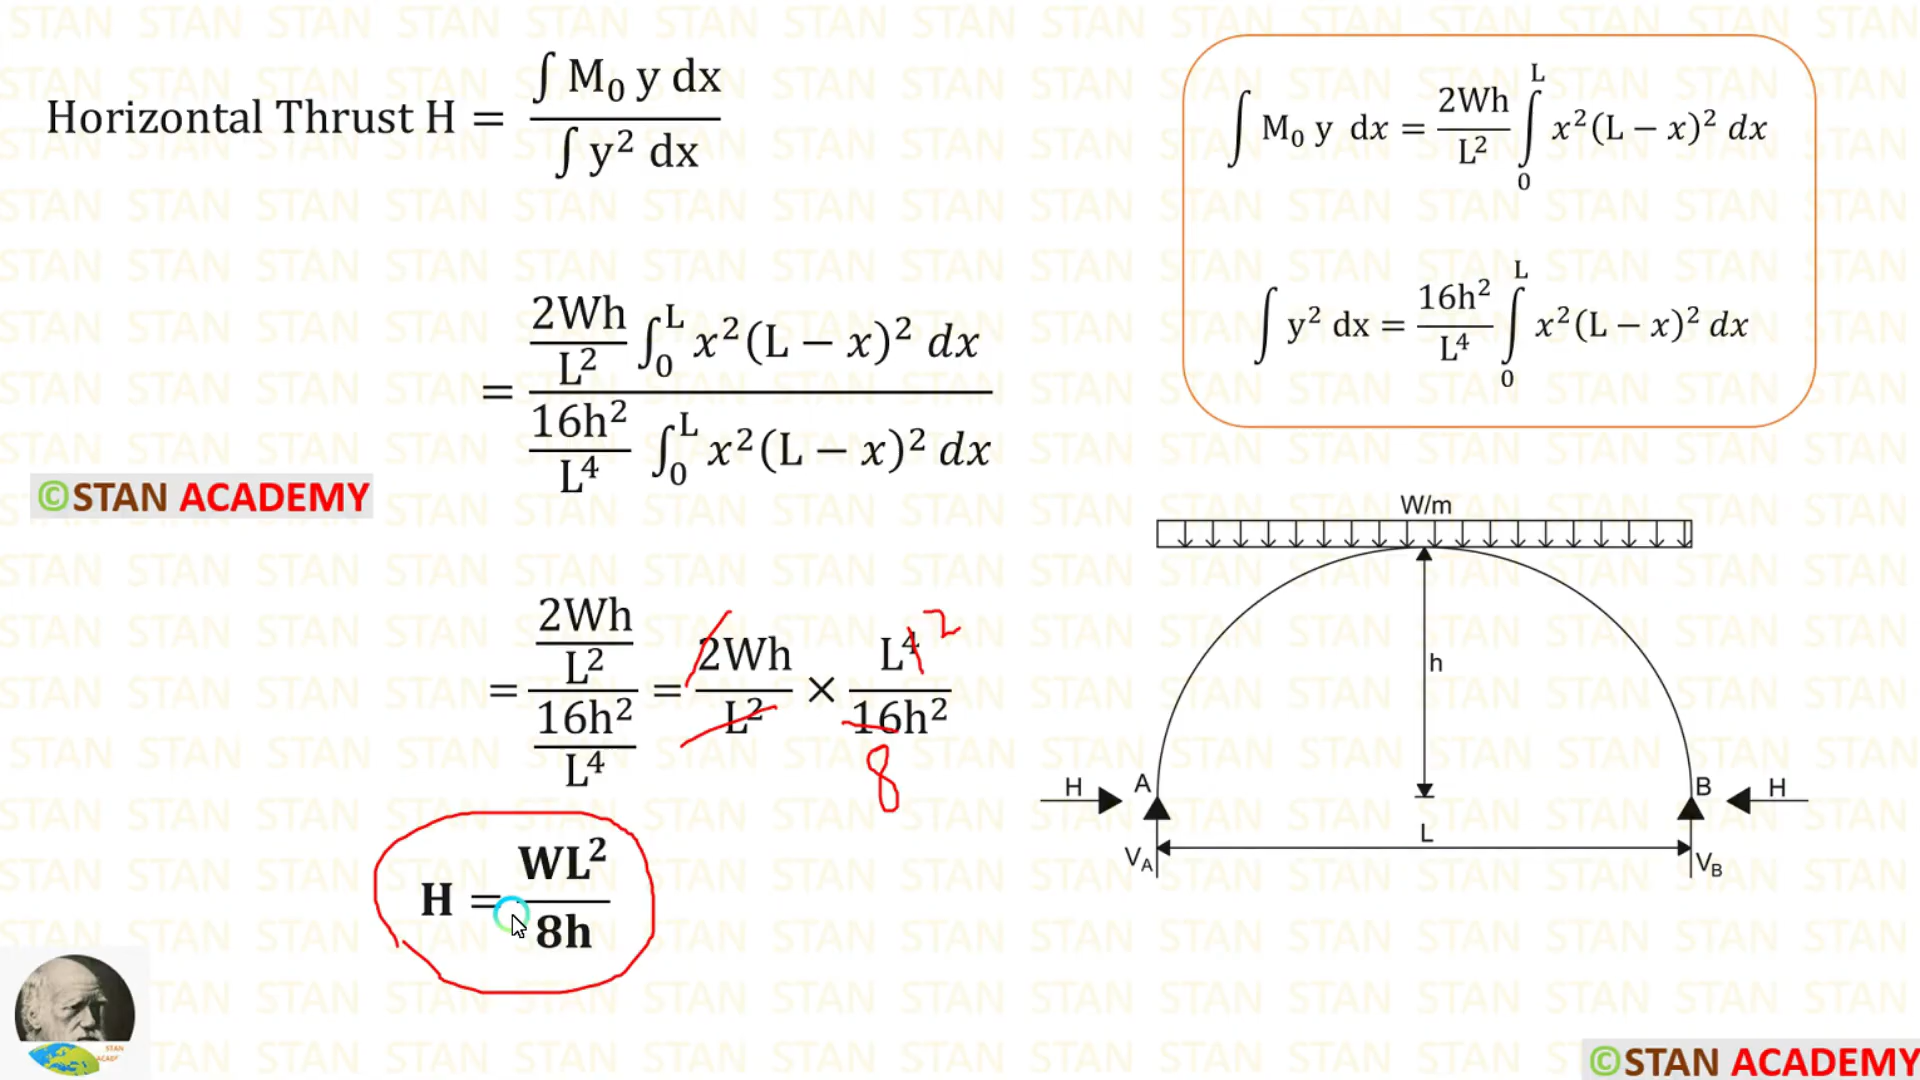 Horizontal Thrust H = ∫ M₀ y dx / ∫ y² dx
= 2Wh/L² ∫₀ᴸ x²(L − x)² dx / 16h²/L⁴ ∫₀ᴸ x²(L − x)² dx
©STAN ACADEMY
= 2Wh/L² / 16h²/L⁴ = 2Wh/L² × L⁴/16h²
2
8
H = WL²/8h
∫ M₀ y dx = 2Wh/L² ∫₀ᴸ x²(L − x)² dx
∫ y² dx = 16h²/L⁴ ∫₀ᴸ x²(L − x)² dx
W/m
h
H A B H
L
V_A V_B
STAN
ACADE
©STAN ACADEMY